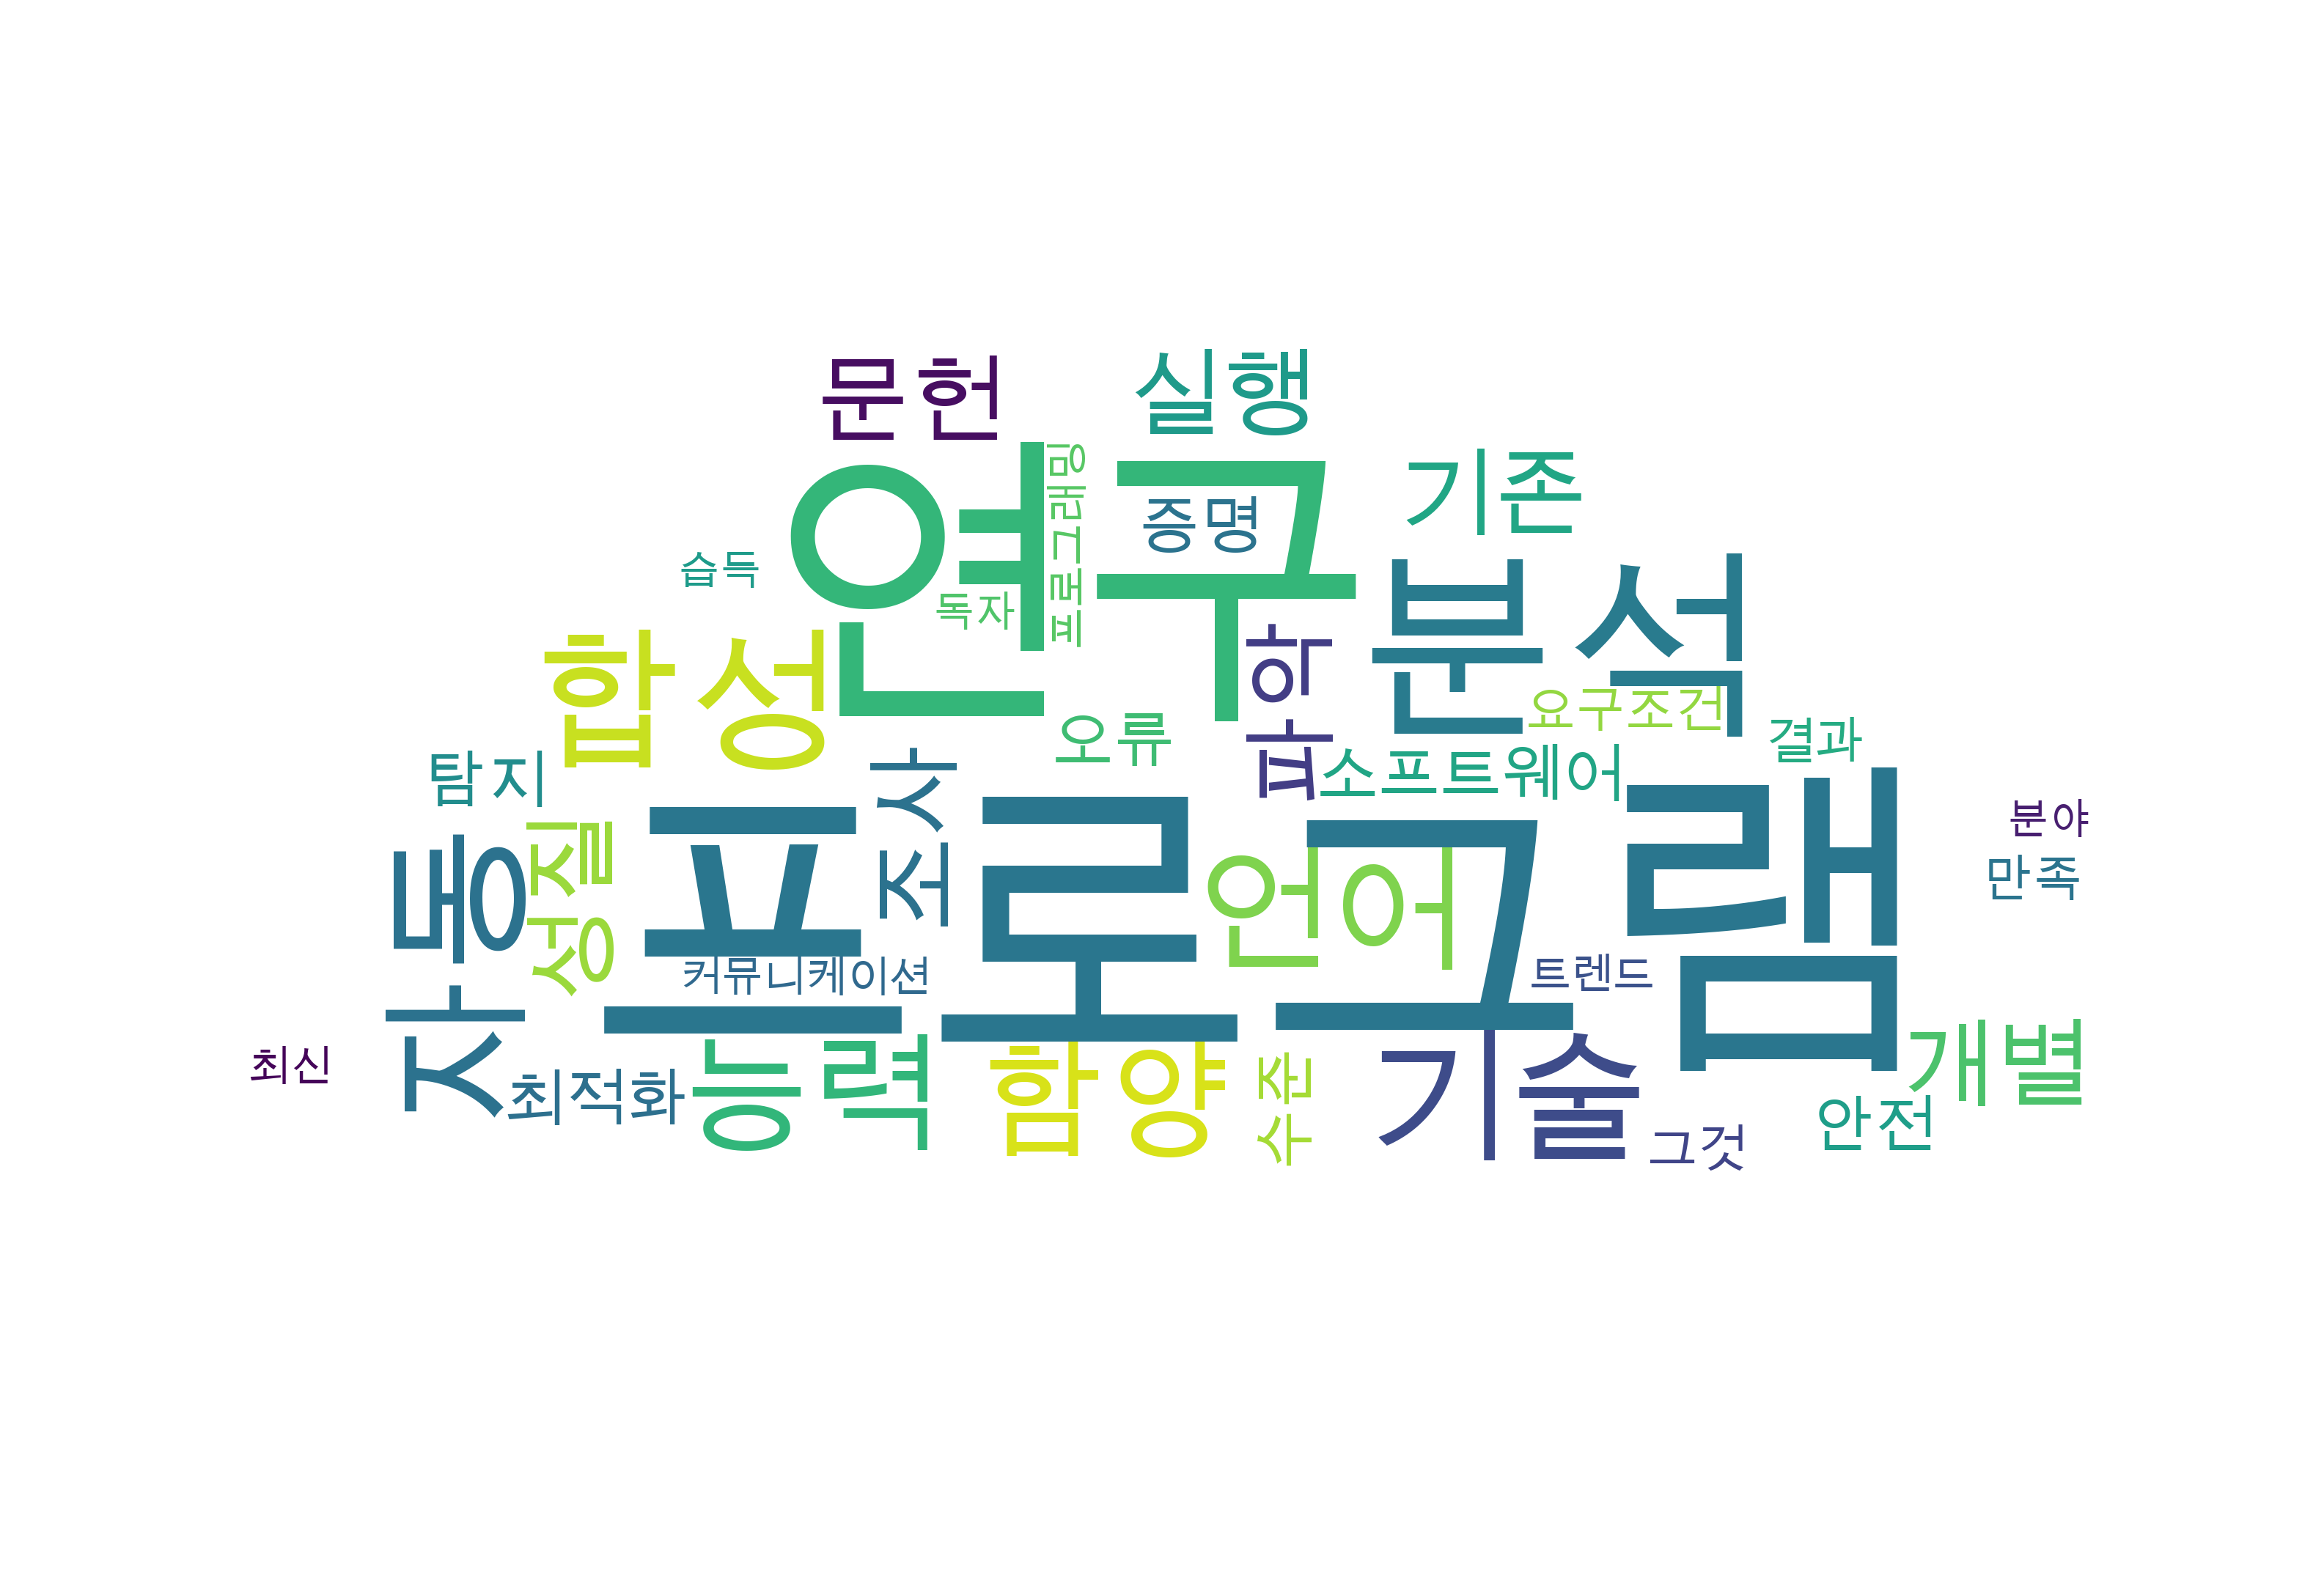 문헌
실행
기존
연구
프로그래밍
증명
습득
독자
분석
합성
파악
요구조건
오류
결과
탐지
조사
소프트웨어
분야
만족
자동
성질
프로그램
언어
커뮤니케이션
트렌드
최신
최적화
능력
함양
수준
기술
개별
안전
그것